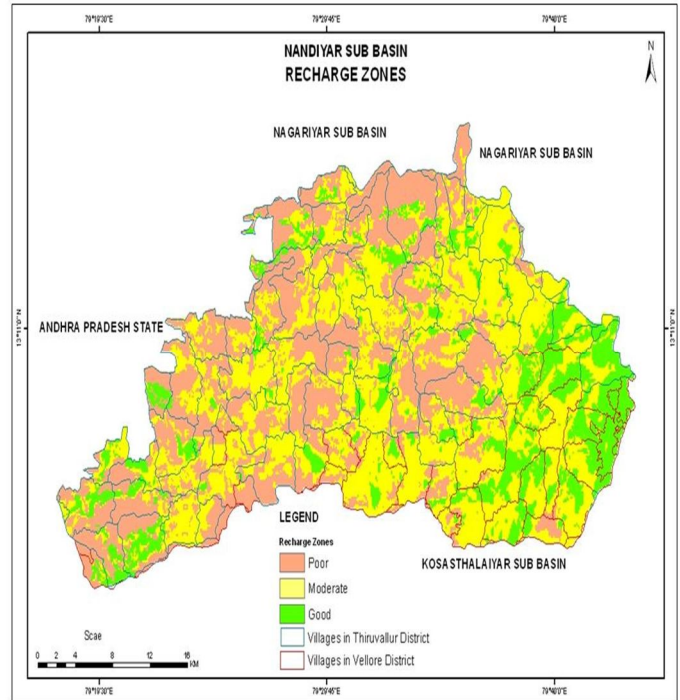 79°19'30"E 79°29'45"E 79°40'0"E
NANDIYAR SUB BASIN
RECHARGE ZONES
N
NAGARIYAR SUB BASIN
NAGARIYAR SUB BASIN
ANDHRA PRADESH STATE
13°11'0"N
13°11'0"N
KOSASTHALAIYAR SUB BASIN
LEGEND
Recharge Zones
Poor
Moderate
Good
Villages in Thiruvallur District
Villages in Vellore District
Scae
0 2 4 8 12 16
KM
79°19'30"E 79°29'45"E 79°40'0"E